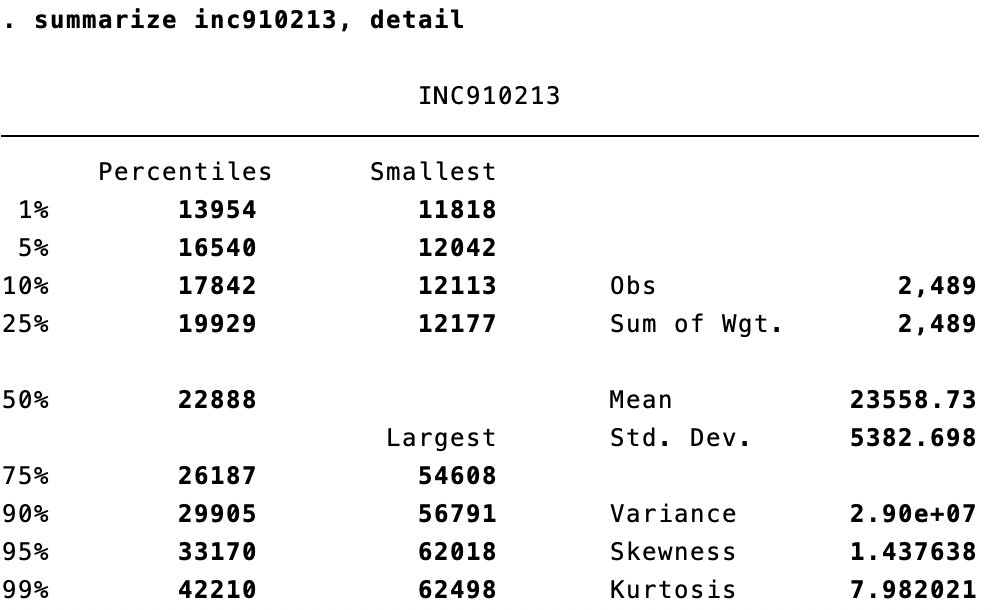 . summarize inc910213, detail
INC910213
Percentiles Smallest
1% 13954 11818
5% 16540 12042
10% 17842 12113 Obs 2,489
25% 19929 12177 Sum of Wgt. 2,489
50% 22888 Mean 23558.73
Largest Std. Dev. 5382.698
75% 26187 54608
90% 29905 56791 Variance 2.90e+07
95% 33170 62018 Skewness 1.437638
99% 42210 62498 Kurtosis 7.982021